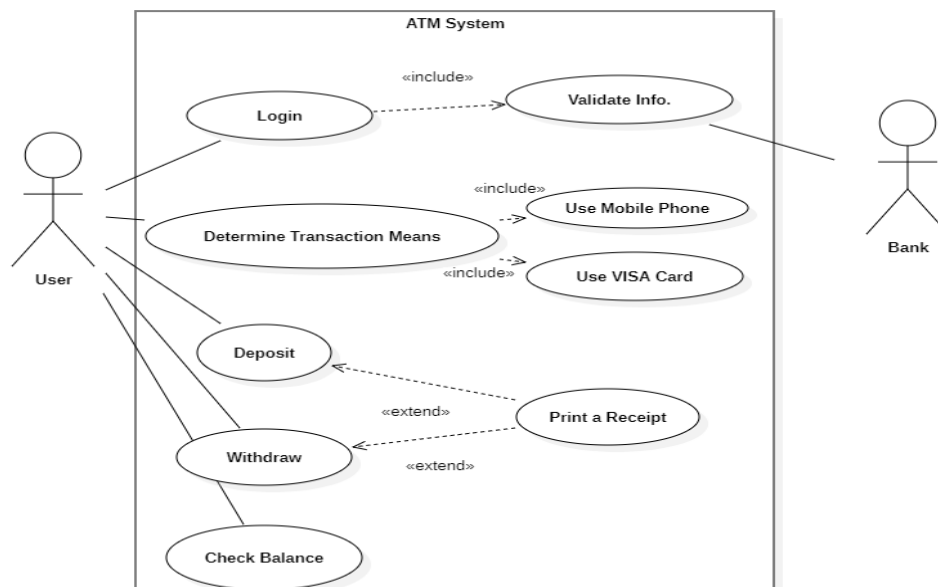 ATM System
«include»
Login
Validate Info.
«include»
Use Mobile Phone
Determine Transaction Means
Bank
User
«include»
Use VISA Card
Deposit
«extend»
Print a Receipt
Withdraw
«extend»
Check Balance